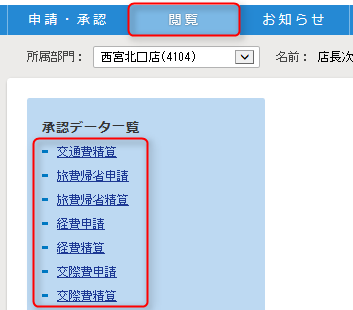 申請・承認 閲覧 お知らせ
所属部門： 西宮北口店(4104) 名前： 店長次
承認データ一覧
交通費精算
旅費帰省申請
旅費帰省精算
経費申請
経費精算
交際費申請
交際費精算